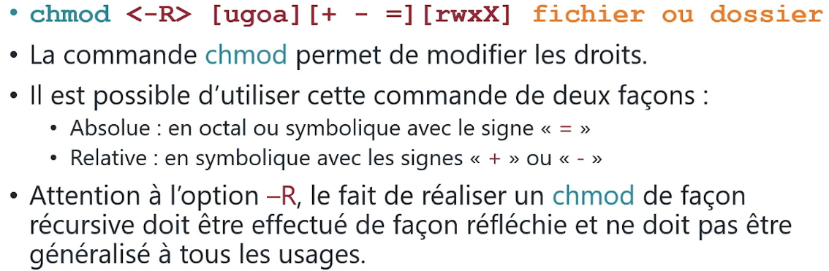 • chmod <-R> [ugoa][+ - =][rwxX] fichier ou dossier
• La commande chmod permet de modifier les droits.
• Il est possible d’utiliser cette commande de deux façons :
• Absolue : en octal ou symbolique avec le signe « = »
• Relative : en symbolique avec les signes « + » ou « - »
• Attention à l’option –R, le fait de réaliser un chmod de façon
récursive doit être effectué de façon réfléchie et ne doit pas être
généralisé à tous les usages.